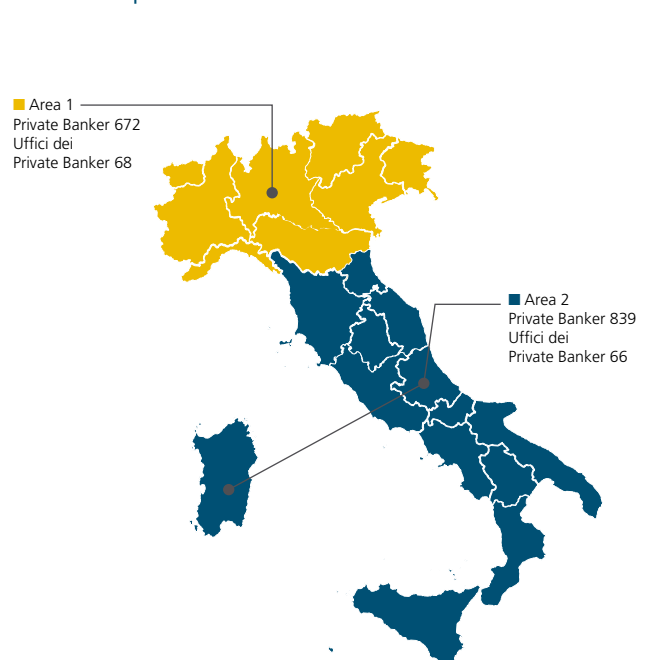 Area 1
Private Banker 672
Uffici dei
Private Banker 68
Area 2
Private Banker 839
Uffici dei
Private Banker 66